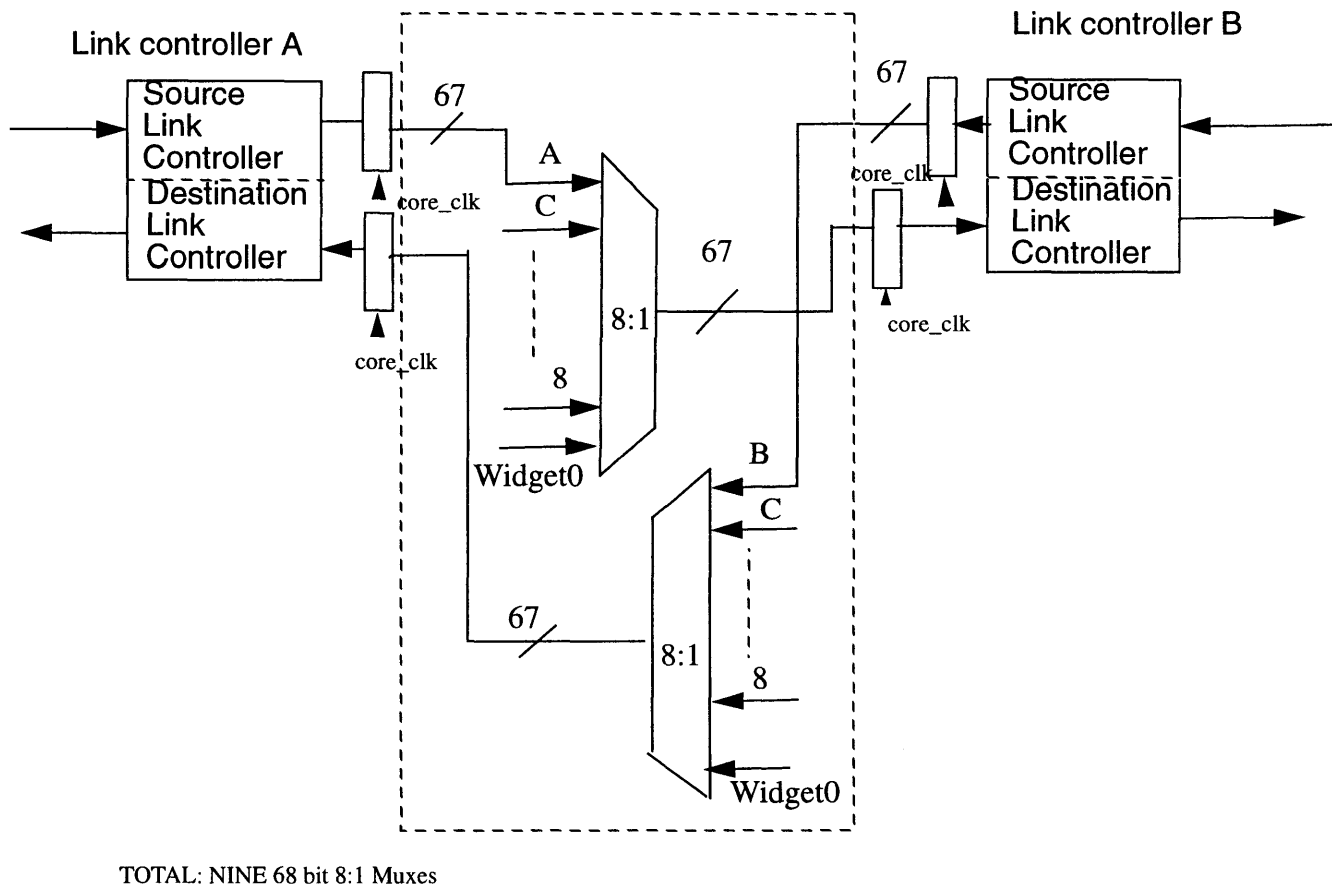 Link controller A
Link controller B
Source
Link
Controller
Destination
Link
Controller
67
core_clk
core_clk
A
C
8
Widget0
8:1
67
67
core_clk
core_clk
Source
Link
Controller
Destination
Link
Controller
B
C
8
Widget0
8:1
67
TOTAL: NINE 68 bit 8:1 Muxes